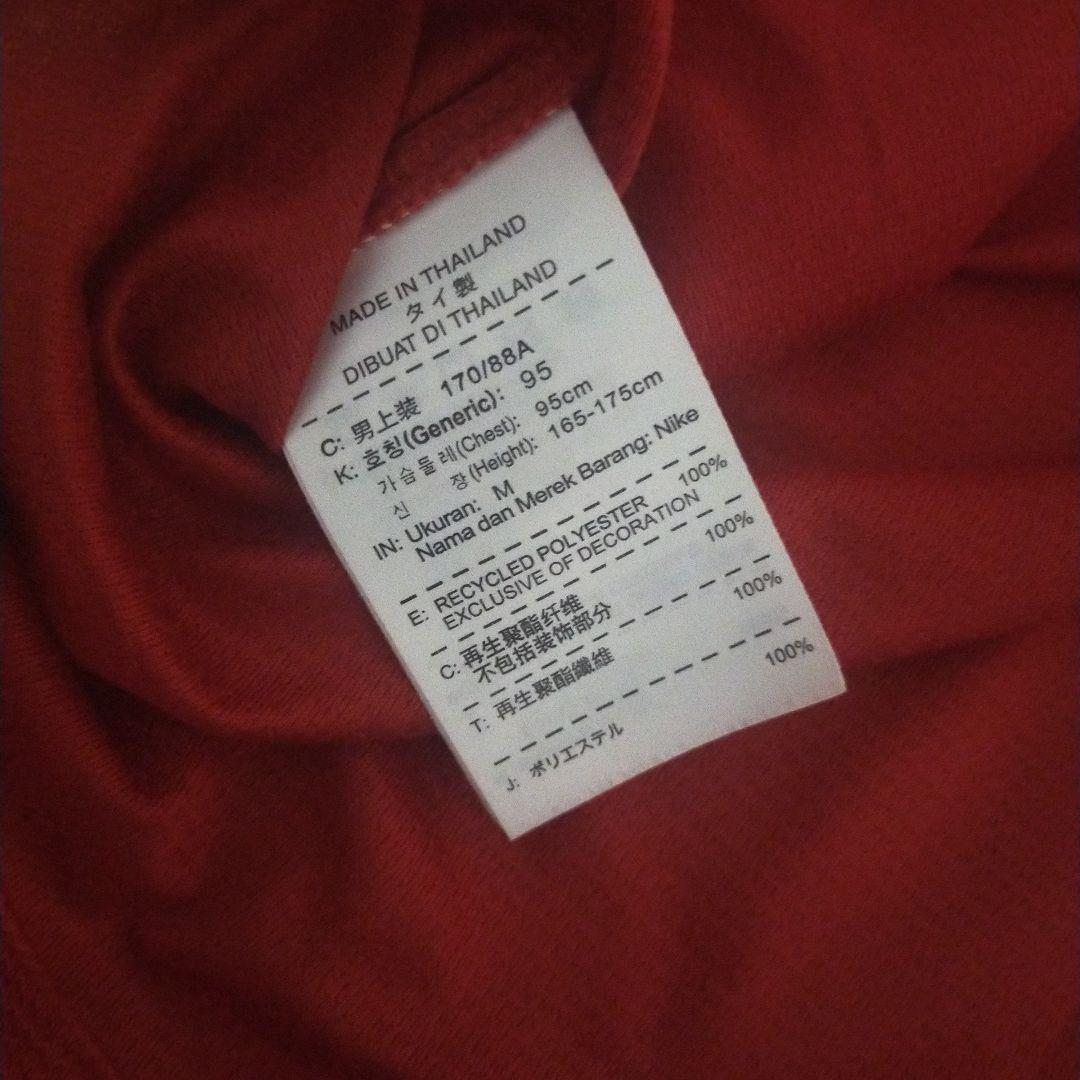 MADE IN THAILAND
タイ製
DIBUAT DI THAILAND
C: 男上装 170/88A
K: 호칭(Generic): 95
가슴둘레(Chest): 95cm
신 장(Height): 165-175cm
IN: Ukuran: M
Nama dan Merek Barang: Nike
E: RECYCLED POLYESTER 100%
EXCLUSIVE OF DECORATION
C: 再生聚酯纤维 100%
不包括装饰部分
T: 再生聚酯纖維 100%
J: ポリエステル 100%